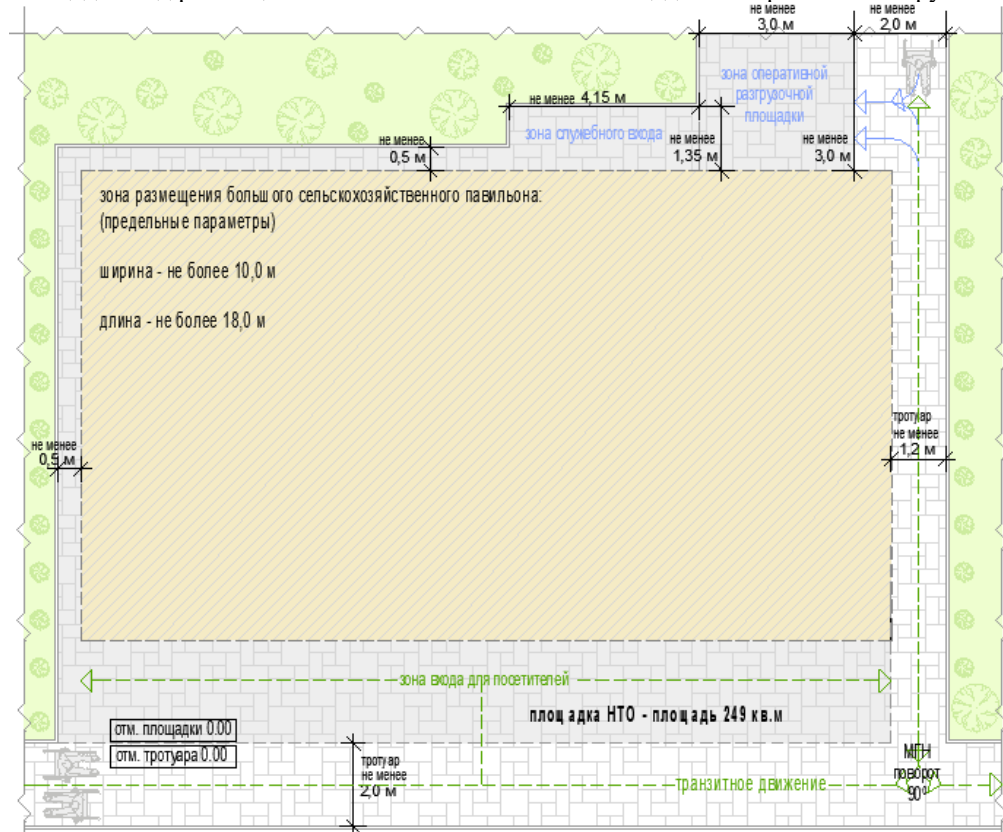 не менее
3,0 м
не менее
2,0 м
зона оперативной
разгрузочной
площадки
не менее 4,15 м
зона служебного входа
не менее
1,35 м
не менее
3,0 м
не менее
0,5 м
зона размещения большого сельскохозяйственного павильона:
(предельные параметры)
ширина - не более 10,0 м
длина - не более 18,0 м
не менее
0,5 м
тротуар
не менее
1,2 м
зона входа для посетителей
площадка НТО - площадь 249 кв.м
отм. площадки 0.00
отм. тротуара 0.00
тротуар
не менее
2,0 м
транзитное движение
МГН
поворот
90°